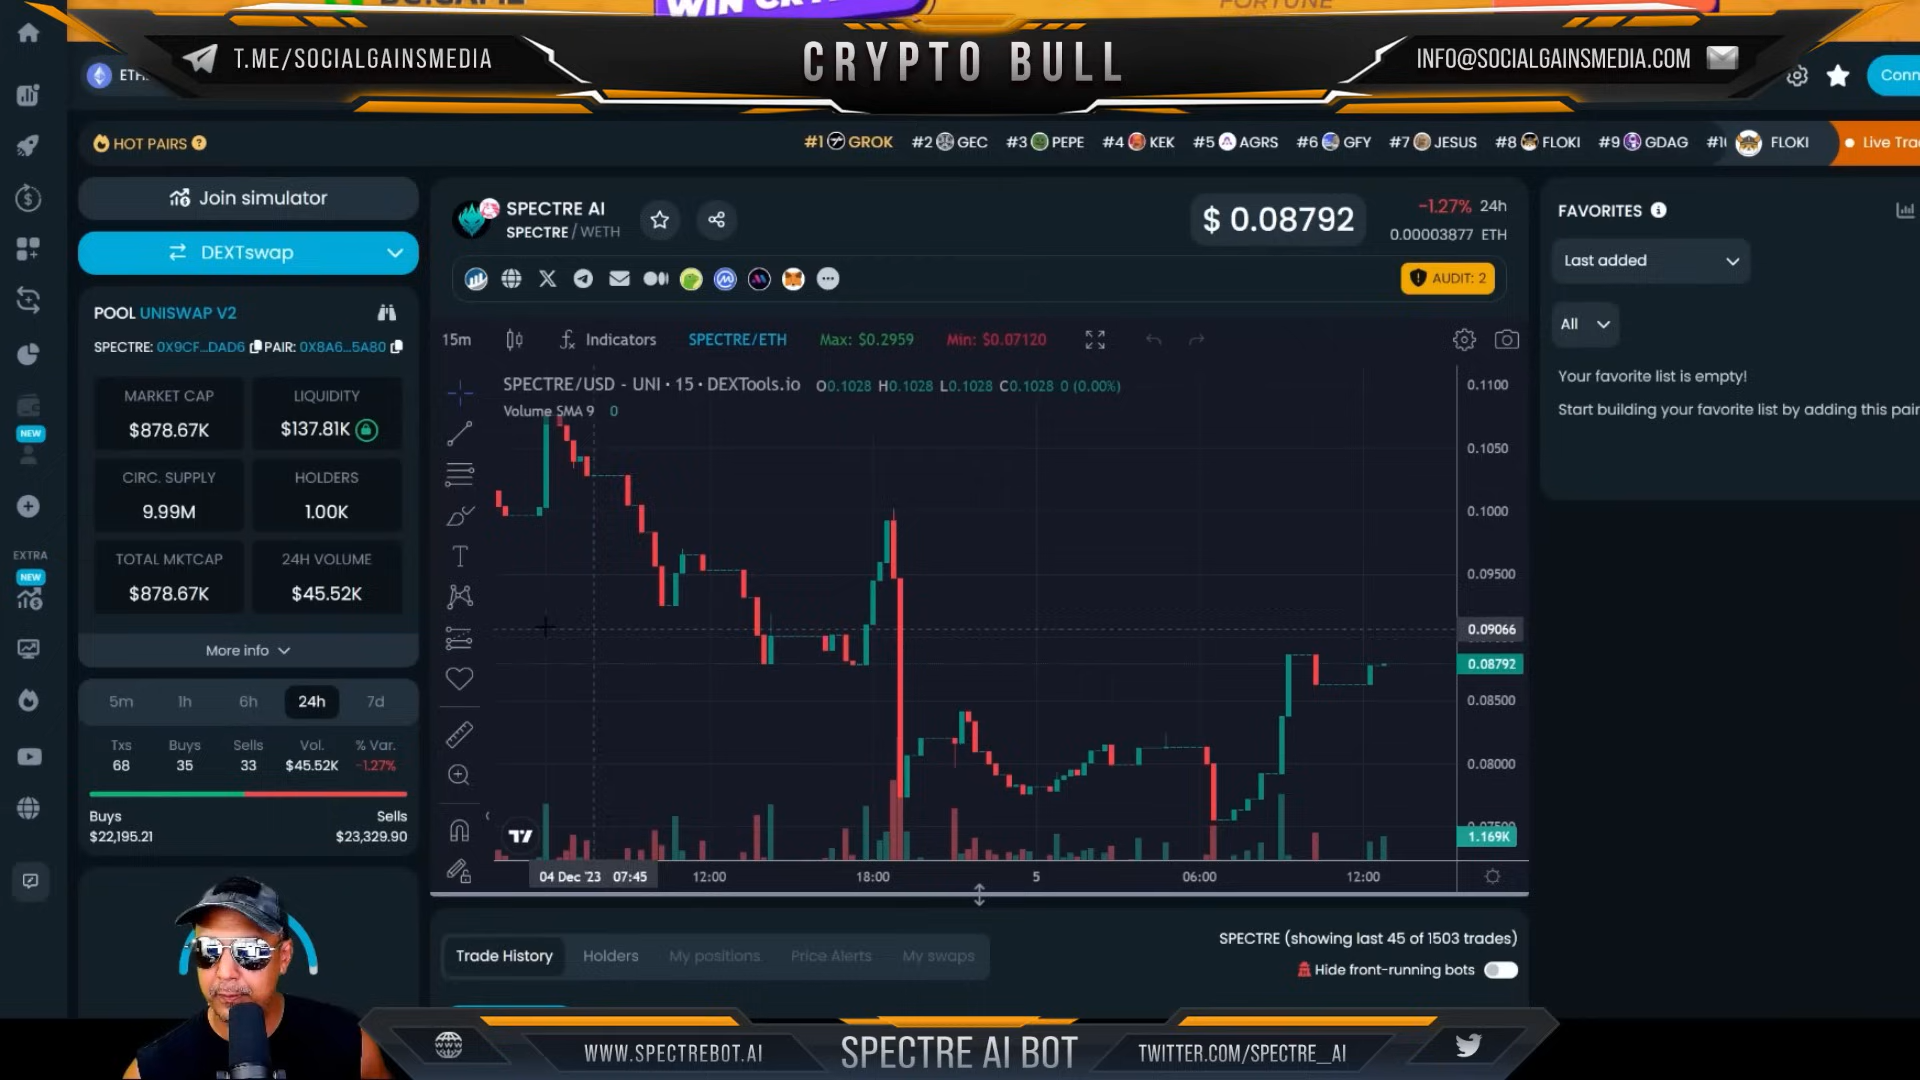 WIN CRY
FORTUNE
T.ME/SOCIALGAINSMEDIA
CRYPTO BULL
INFO@SOCIALGAINSMEDIA.COM
ETH
Conn
HOT PAIRS ?
#1 GROK #2 GEC #3 PEPE #4 KEK #5 AGRS #6 GFY #7 JESUS #8 FLOKI #9 GDAG #1 FLOKI
Live Tra
Join simulator
DEXTswap
POOL UNISWAP V2
SPECTRE: 0X9CF...DAD6 PAIR: 0X8A6...5A80
MARKET CAP LIQUIDITY
$878.67K $137.81K
CIRC. SUPPLY HOLDERS
9.99M 1.00K
TOTAL MKTCAP 24H VOLUME
$878.67K $45.52K
More info
5m 1h 6h 24h 7d
Txs Buys Sells Vol. % Var.
68 35 33 $45.52K -1.27%
Buys Sells
$22,195.21 $23,329.90
NEW
EXTRA
NEW
SPECTRE AI
SPECTRE / WETH
$ 0.08792
-1.27% 24h
0.00003877 ETH
AUDIT: 2
15m Indicators SPECTRE/ETH Max: $0.2959 Min: $0.07120
SPECTRE/USD - UNI · 15 · DEXTools.io O0.1028 H0.1028 L0.1028 C0.1028 0 (0.00%)
Volume SMA 9 0
0.1100
0.1050
0.1000
0.09500
0.09066
0.08792
0.08500
0.08000
0.07500
1.169K
04 Dec '23 07:45 12:00 18:00 5 06:00 12:00
FAVORITES
Last added
All
Your favorite list is empty!
Start building your favorite list by adding this pair
Trade History Holders My positions Price Alerts My swaps
SPECTRE (showing last 45 of 1503 trades)
Hide front-running bots
WWW.SPECTREBOT.AI
SPECTRE AI BOT
TWITTER.COM/SPECTRE__AI